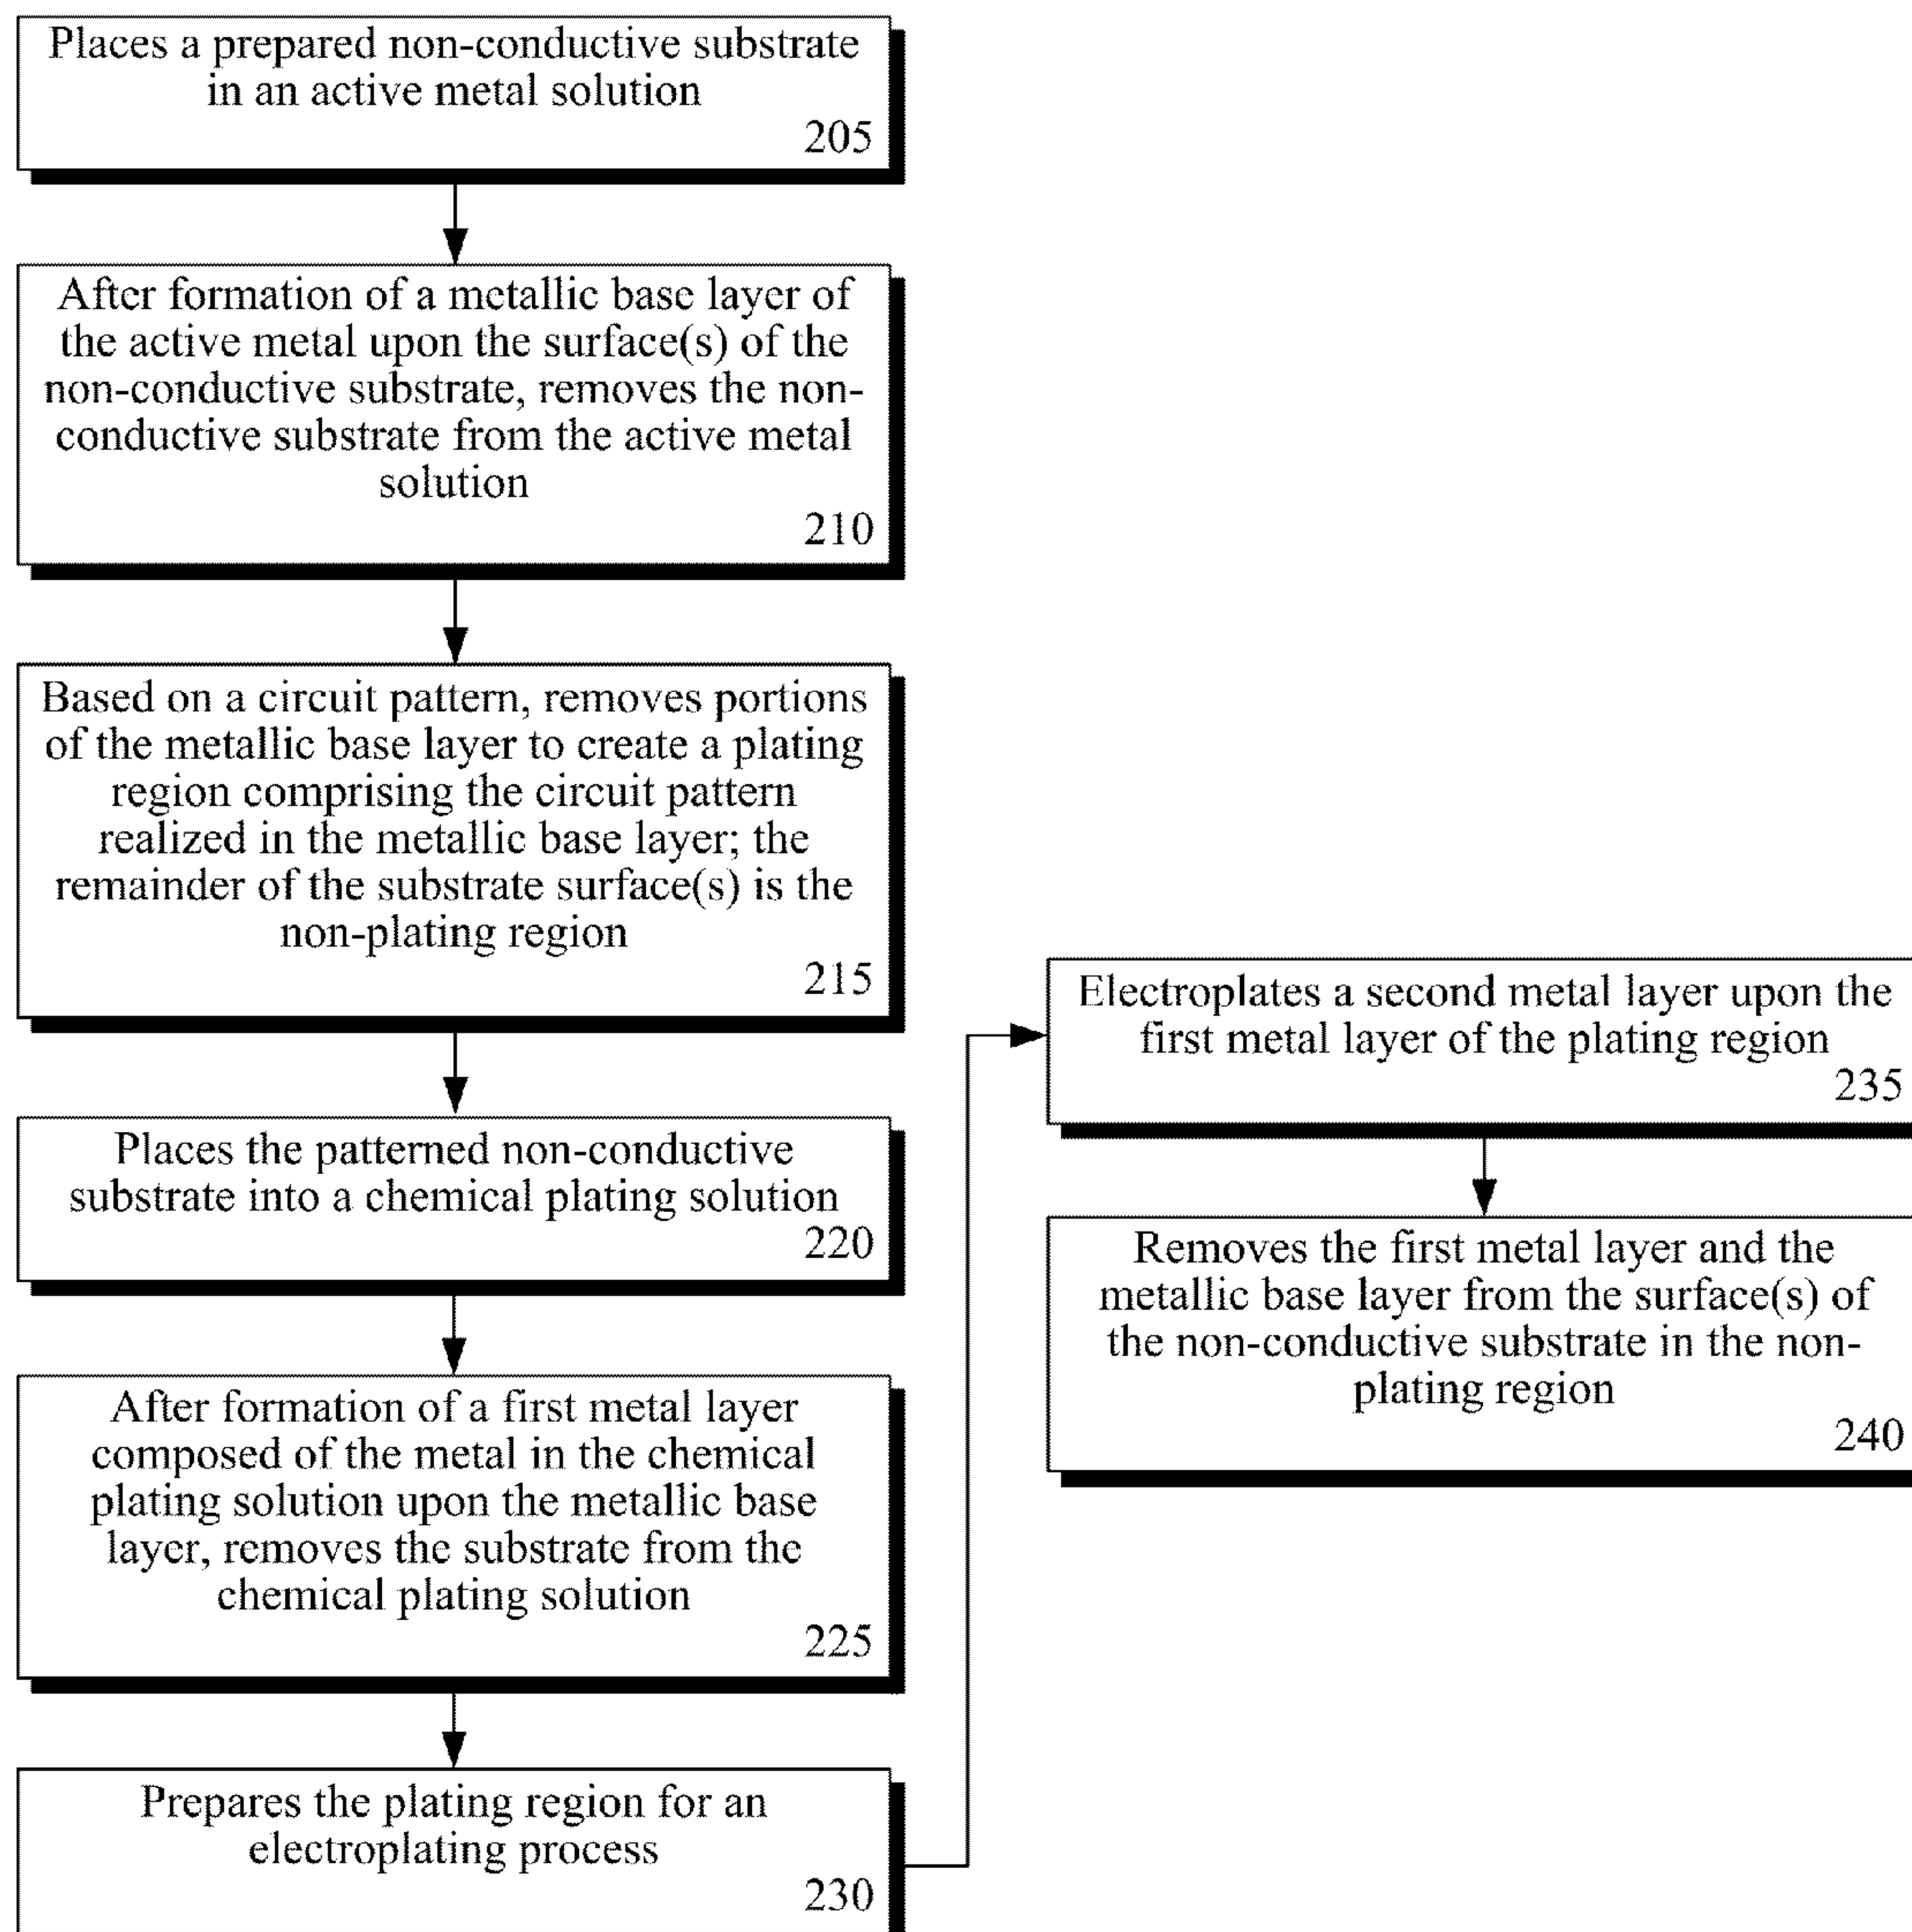 Places a prepared non-conductive substrate
in an active metal solution
205
After formation of a metallic base layer of
the active metal upon the surface(s) of the
non-conductive substrate, removes the non-
conductive substrate from the active metal
solution
210
Based on a circuit pattern, removes portions
of the metallic base layer to create a plating
region comprising the circuit pattern
realized in the metallic base layer; the
remainder of the substrate surface(s) is the
non-plating region
215
Places the patterned non-conductive
substrate into a chemical plating solution
220
After formation of a first metal layer
composed of the metal in the chemical
plating solution upon the metallic base
layer, removes the substrate from the
chemical plating solution
225
Prepares the plating region for an
electroplating process
230
Electroplates a second metal layer upon the
first metal layer of the plating region
235
Removes the first metal layer and the
metallic base layer from the surface(s) of
the non-conductive substrate in the non-
plating region
240